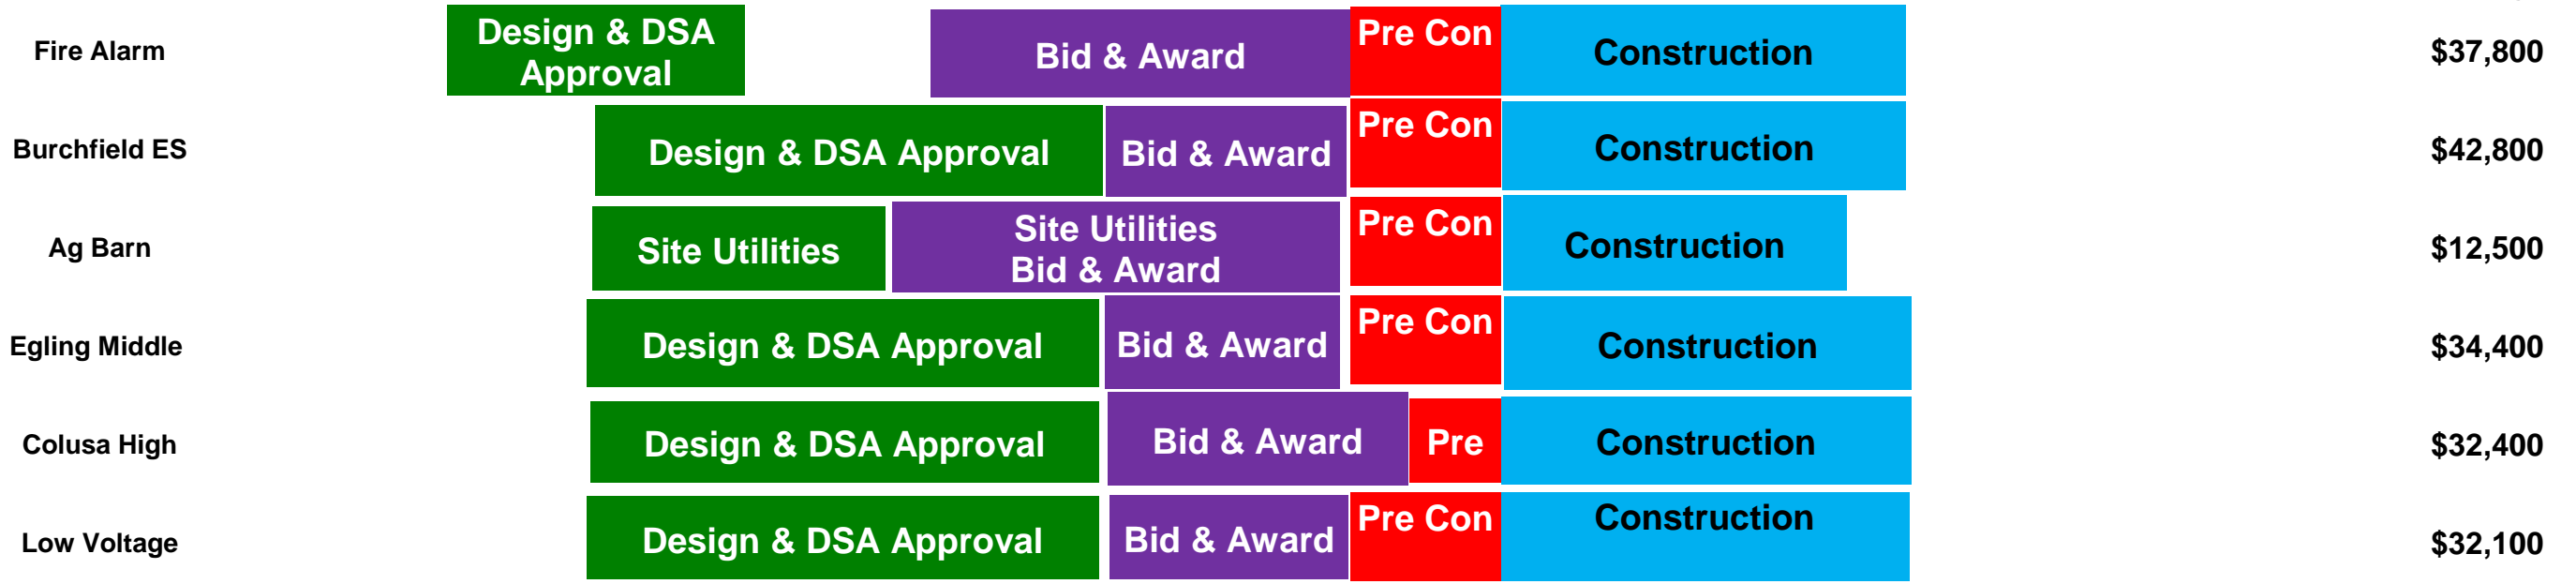 Fire Alarm
Design & DSA
Approval
Bid & Award
Pre Con
Construction
$37,800
Burchfield ES
Design & DSA Approval
Bid & Award
Pre Con
Construction
$42,800
Ag Barn
Site Utilities
Site Utilities
Bid & Award
Pre Con
Construction
$12,500
Egling Middle
Design & DSA Approval
Bid & Award
Pre Con
Construction
$34,400
Colusa High
Design & DSA Approval
Bid & Award
Pre
Construction
$32,400
Low Voltage
Design & DSA Approval
Bid & Award
Pre Con
Construction
$32,100